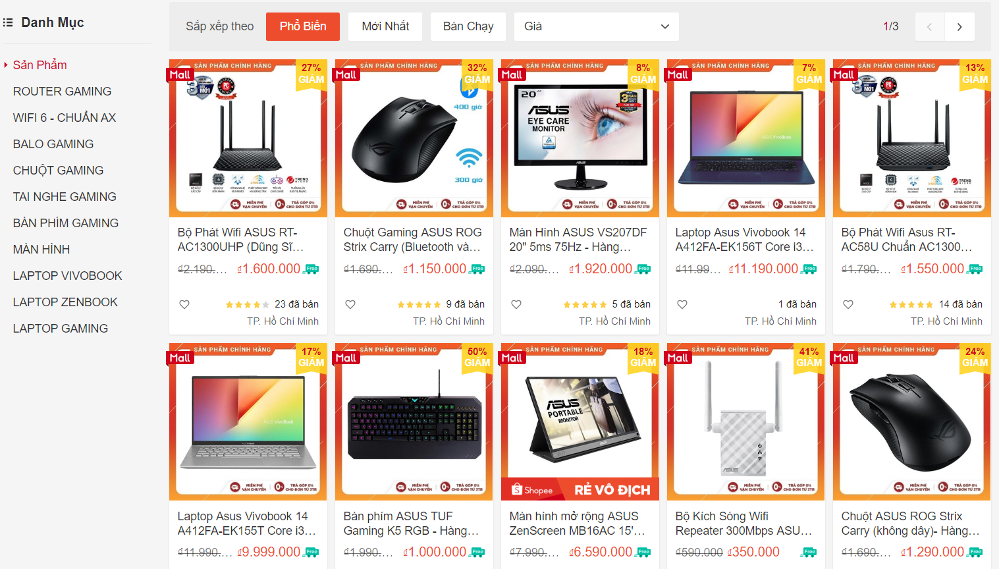 Danh Mục
Sản Phẩm
ROUTER GAMING
WIFI 6 - CHUẨN AX
BALO GAMING
CHUỘT GAMING
TAI NGHE GAMING
BÀN PHÍM GAMING
MÀN HÌNH
LAPTOP VIVOBOOK
LAPTOP ZENBOOK
LAPTOP GAMING
Sắp xếp theo Phổ Biến Mới Nhất Bán Chạy Giá 1/3
Mall
SẢN PHẨM CHÍNH HÃNG
27%
GIẢM
MIỄN PHÍ
VẬN CHUYỂN
TRẢ GÓP 0%
CHO ĐƠN TỪ 3TR
Bộ Phát Wifi ASUS RT-
AC1300UHP (Dũng Sĩ...
₫2.190.... ₫1.600.000 Free
23 đã bán
TP. Hồ Chí Minh
Mall
SẢN PHẨM CHÍNH HÃNG
32%
GIẢM
400 giờ
300 giờ
MIỄN PHÍ
VẬN CHUYỂN
TRẢ GÓP 0%
CHO ĐƠN TỪ 3TR
Chuột Gaming ASUS ROG
Strix Carry (Bluetooth và...
₫1.690.... ₫1.150.000 Free
9 đã bán
TP. Hồ Chí Minh
Mall
SẢN PHẨM CHÍNH HÃNG
8%
GIẢM
20"
ASUS
EYE CARE
MONITOR
3 NĂM
ASUS
MIỄN PHÍ
VẬN CHUYỂN
TRẢ GÓP 0%
CHO ĐƠN TỪ 3TR
Màn Hình ASUS VS207DF
20" 5ms 75Hz - Hàng...
₫2.090.... ₫1.920.000 Free
5 đã bán
TP. Hồ Chí Minh
Mall
SẢN PHẨM CHÍNH HÃNG
7%
GIẢM
ASUS VivoBook
MIỄN PHÍ
VẬN CHUYỂN
TRẢ GÓP 0%
CHO ĐƠN TỪ 3TR
Laptop Asus Vivobook 14
A412FA-EK156T Core i3...
₫11.99... ₫11.190.000 Free
1 đã bán
TP. Hồ Chí Minh
Mall
SẢN PHẨM CHÍNH HÃNG
13%
GIẢM
MIỄN PHÍ
VẬN CHUYỂN
TRẢ GÓP 0%
CHO ĐƠN TỪ 3TR
Bộ Phát Wifi Asus RT-
AC58U Chuẩn AC1300...
₫1.790.... ₫1.550.000 Free
14 đã bán
TP. Hồ Chí Minh
Mall
SẢN PHẨM CHÍNH HÃNG
17%
GIẢM
ASUS VivoBook
MIỄN PHÍ
VẬN CHUYỂN
TRẢ GÓP 0%
CHO ĐƠN TỪ 3TR
Laptop Asus Vivobook 14
A412FA-EK155T Core i3...
₫11.990.... ₫9.999.000 Free
Mall
SẢN PHẨM CHÍNH HÃNG
50%
GIẢM
MIỄN PHÍ
VẬN CHUYỂN
TRẢ GÓP 0%
CHO ĐƠN TỪ 3TR
Bàn phím ASUS TUF
Gaming K5 RGB - Hàng...
₫1.990.... ₫1.000.000 Free
Mall
SẢN PHẨM CHÍNH HÃNG
18%
GIẢM
ASUS
PORTABLE
MONITOR
Shopee RẺ VÔ ĐỊCH
Màn hình mở rộng ASUS
ZenScreen MB16AC 15'...
₫7.990.... ₫6.590.000 Free
Mall
SẢN PHẨM CHÍNH HÃNG
41%
GIẢM
ASUS
MIỄN PHÍ
VẬN CHUYỂN
TRẢ GÓP 0%
CHO ĐƠN TỪ 3TR
Bộ Kích Sóng Wifi
Repeater 300Mbps ASU...
₫590.000 ₫350.000 Free
Mall
SẢN PHẨM CHÍNH HÃNG
24%
GIẢM
MIỄN PHÍ
VẬN CHUYỂN
TRẢ GÓP 0%
CHO ĐƠN TỪ 3TR
Chuột ASUS ROG Strix
Carry (không dây)- Hàng...
₫1.690.... ₫1.290.000 Free